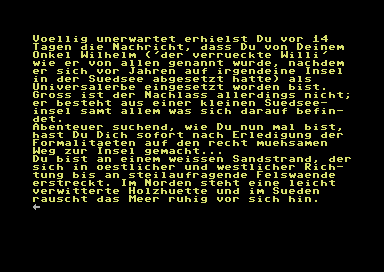 Voellig unerwartet erhielst Du vor 14
Tagen die Nachricht, dass Du von Deinem
Onkel Wilhelm ('der verrueckte Willi'
wie er von allen genannt wurde, nachdem
er sich vor Jahren auf irgendeine Insel
in der Suedsee abgesetzt hatte) als
Universalerbe eingesetzt worden bist.
Gross ist der Nachlass allerdings nicht;
er besteht aus einer kleinen Suedsee-
insel samt allem was sich darauf befin-
det.
Abenteuer suchend, wie Du nun mal bist,
hast Du Dich sofort nach Erledigung der
Formalitaeten auf den recht muehsamen
Weg zur Insel gemacht...
Du bist an einem weissen Sandstrand, der
sich in oestlicher und westlicher Rich-
tung bis an steilaufragende Felswaende
erstreckt. Im Norden steht eine leicht
verwitterte Holzhuette und im Sueden
rauscht das Meer ruhig vor sich hin.
←